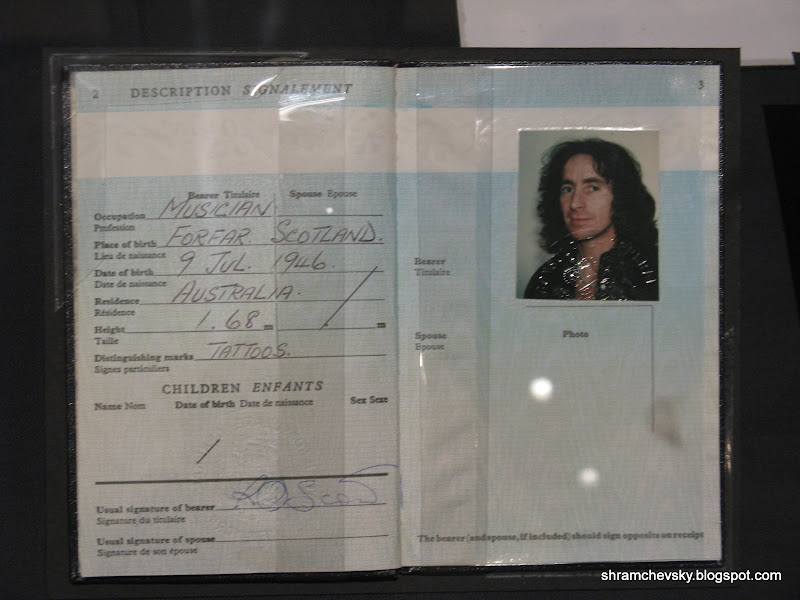 2 DESCRIPTION SIGNALEMENT
Bearer Titulaire Spouse Epouse
Occupation MUSICIAN
Profession
Place of birth FORFAR SCOTLAND.
Lieu de naissance
Date of birth 9 JUL. 1946.
Date de naissance
Residence AUSTRALIA.
Résidence
Height 1.68 m m
Taille
Distinguishing marks TATTOOS.
Signes particuliers
CHILDREN ENFANTS
Name Nom Date of birth Date de naissance Sex Sexe
Usual signature of bearer
Signature du titulaire
Usual signature of spouse
Signature de son épouse
3
Bearer
Titulaire
Spouse
Epouse
Photo
The bearer (and spouse, if included) should sign opposite on receipt
shramchevsky.blogspot.com